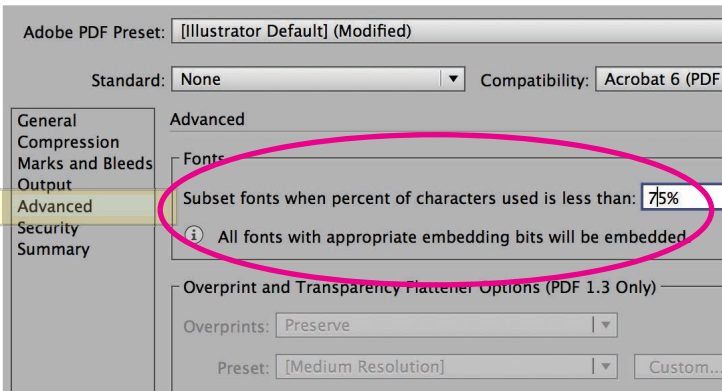 Adobe PDF Preset: [Illustrator Default] (Modified)
Standard: None Compatibility: Acrobat 6 (PDF
General
Compression
Marks and Bleeds
Output
Advanced
Security
Summary
Advanced
Fonts
Subset fonts when percent of characters used is less than: 75%
All fonts with appropriate embedding bits will be embedded.
Overprint and Transparency Flattener Options (PDF 1.3 Only)
Overprints: Preserve
Preset: [Medium Resolution] Custom...